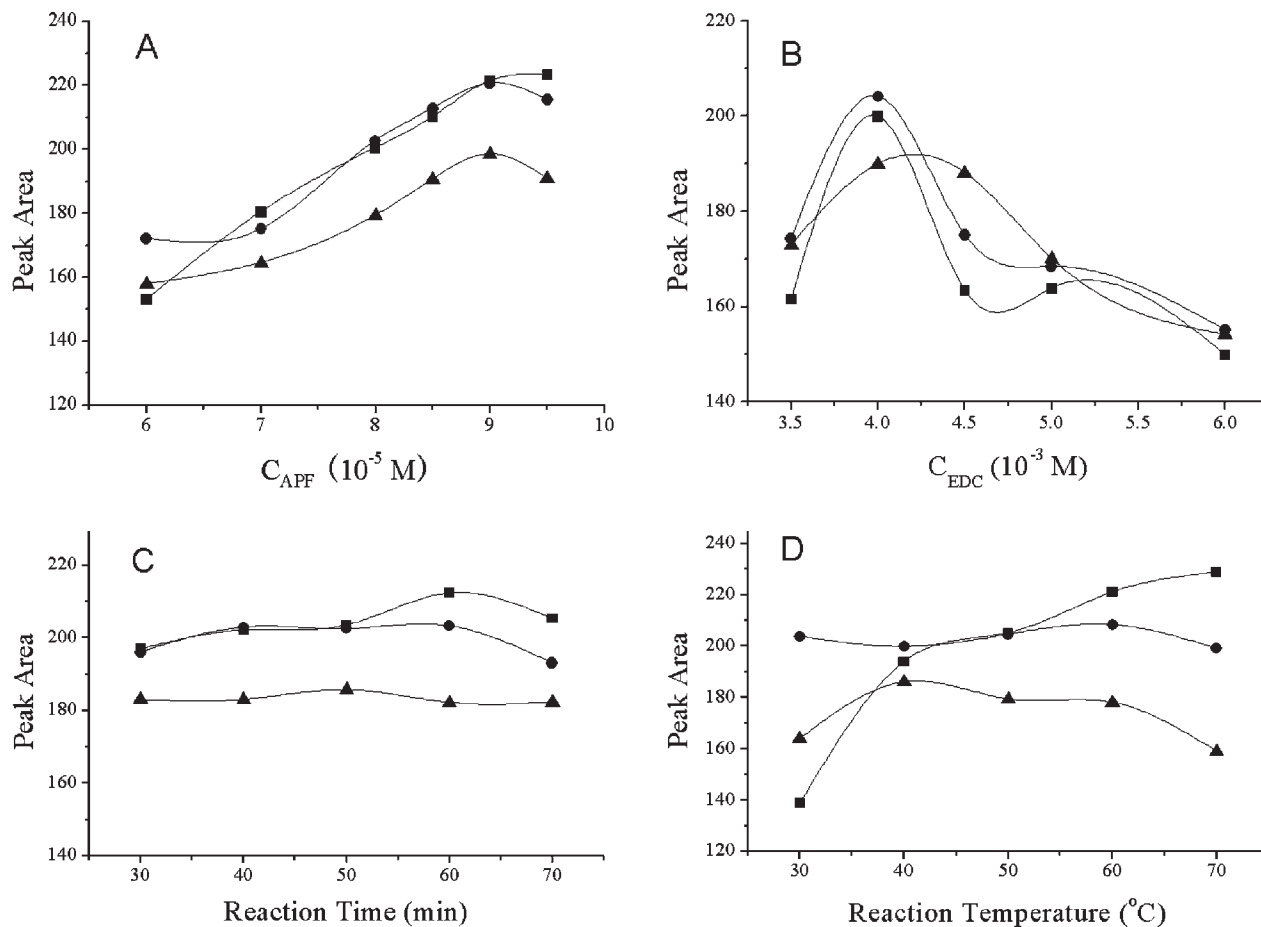 A
240
220
200
180
160
140
120
Peak Area
6 7 8 9 10
C_APF (10^-5 M)
B
220
200
180
160
140
Peak Area
3.5 4.0 4.5 5.0 5.5 6.0
C_EDC (10^-3 M)
C
220
200
180
160
140
Peak Area
30 40 50 60 70
Reaction Time (min)
D
240
220
200
180
160
140
120
Peak Area
30 40 50 60 70
Reaction Temperature (°C)